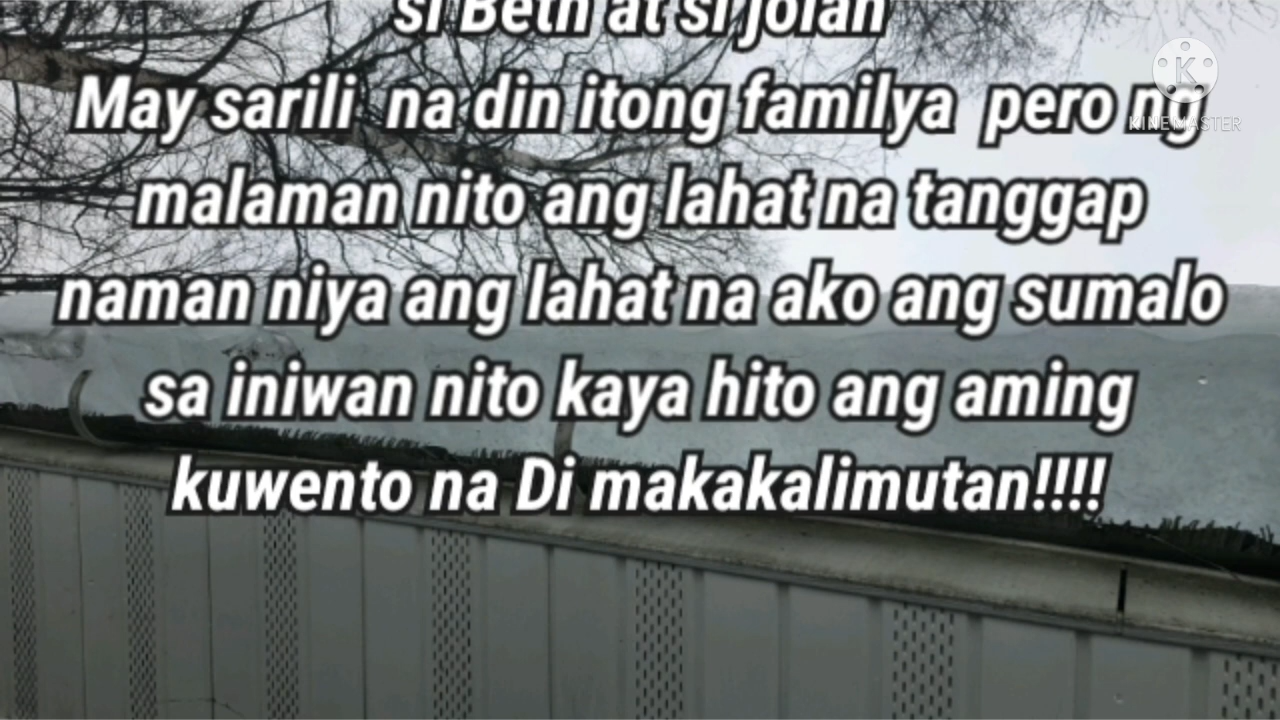 si Beth at si jolan
May sarili na din itong familya pero ng
malaman nito ang lahat na tanggap
naman niya ang lahat na ako ang sumalo
sa iniwan nito kaya hito ang aming
kuwento na Di makakalimutan!!!!
K
KINEMASTER